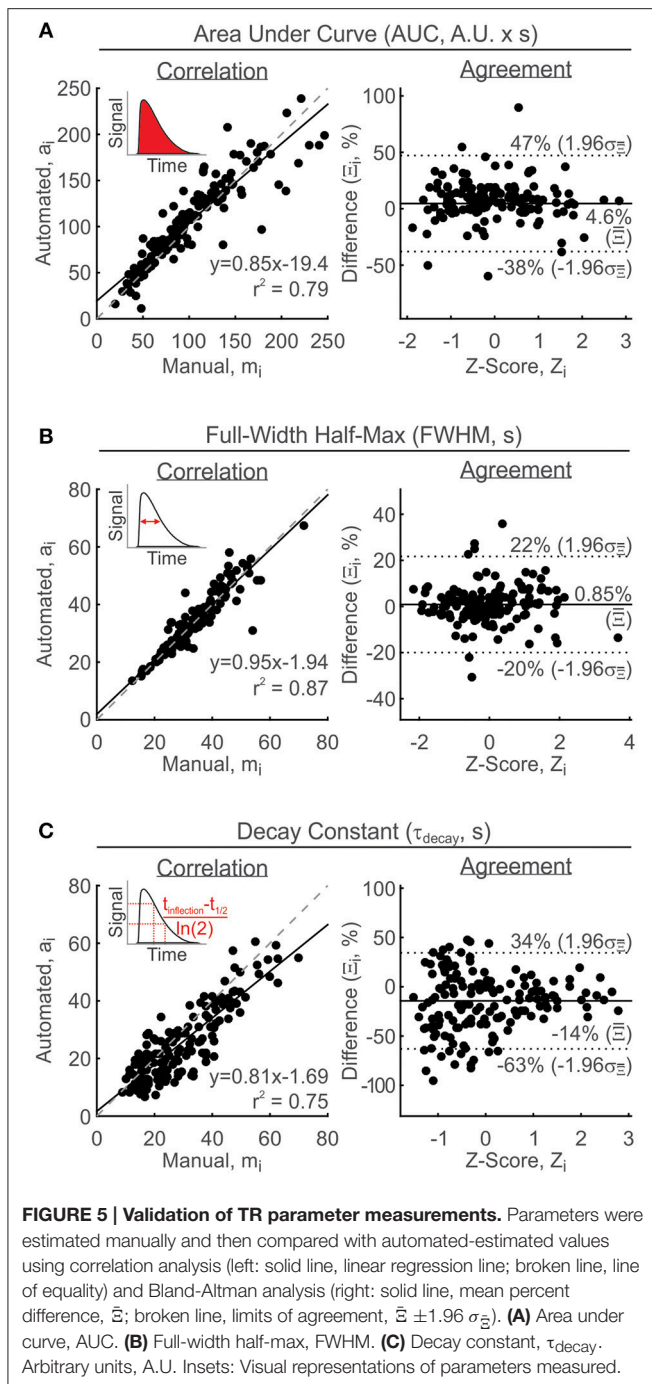 A
Area Under Curve (AUC, A.U. x s)
Correlation
Agreement
Signal
Time
Automated, aᵢ
250
200
150
100
50
0
y=0.85x-19.4
r² = 0.79
0 50 100 150 200 250
Manual, mᵢ
Difference (Ξᵢ, %)
100
50
0
-50
47% (1.96σΞ̄)
4.6%
(Ξ̄)
-38% (-1.96σΞ̄)
-2 -1 0 1 2 3
Z-Score, Zᵢ
B
Full-Width Half-Max (FWHM, s)
Correlation
Agreement
Signal
Time
Automated, aᵢ
80
60
40
20
0
y=0.95x-1.94
r² = 0.87
0 20 40 60 80
Manual, mᵢ
Difference (Ξᵢ, %)
40
20
0
-20
-40
22% (1.96σΞ̄)
0.85%
(Ξ̄)
-20% (-1.96σΞ̄)
-2 0 2 4
Z-Score, Zᵢ
C
Decay Constant (τdecay, s)
Correlation
Agreement
Signal
Time
tinflection-t1/2
ln(2)
Automated, aᵢ
80
60
40
20
0
y=0.81x-1.69
r² = 0.75
0 20 40 60 80
Manual, mᵢ
Difference (Ξᵢ, %)
100
50
0
-50
-100
34% (1.96σΞ̄)
-14% (Ξ̄)
-63% (-1.96σΞ̄)
-1 0 1 2 3
Z-Score, Zᵢ
FIGURE 5 | Validation of TR parameter measurements. Parameters were
estimated manually and then compared with automated-estimated values
using correlation analysis (left: solid line, linear regression line; broken line, line
of equality) and Bland-Altman analysis (right: solid line, mean percent
difference, Ξ̄; broken line, limits of agreement, Ξ̄ ±1.96 σΞ̄). (A) Area under
curve, AUC. (B) Full-width half-max, FWHM. (C) Decay constant, τdecay.
Arbitrary units, A.U. Insets: Visual representations of parameters measured.